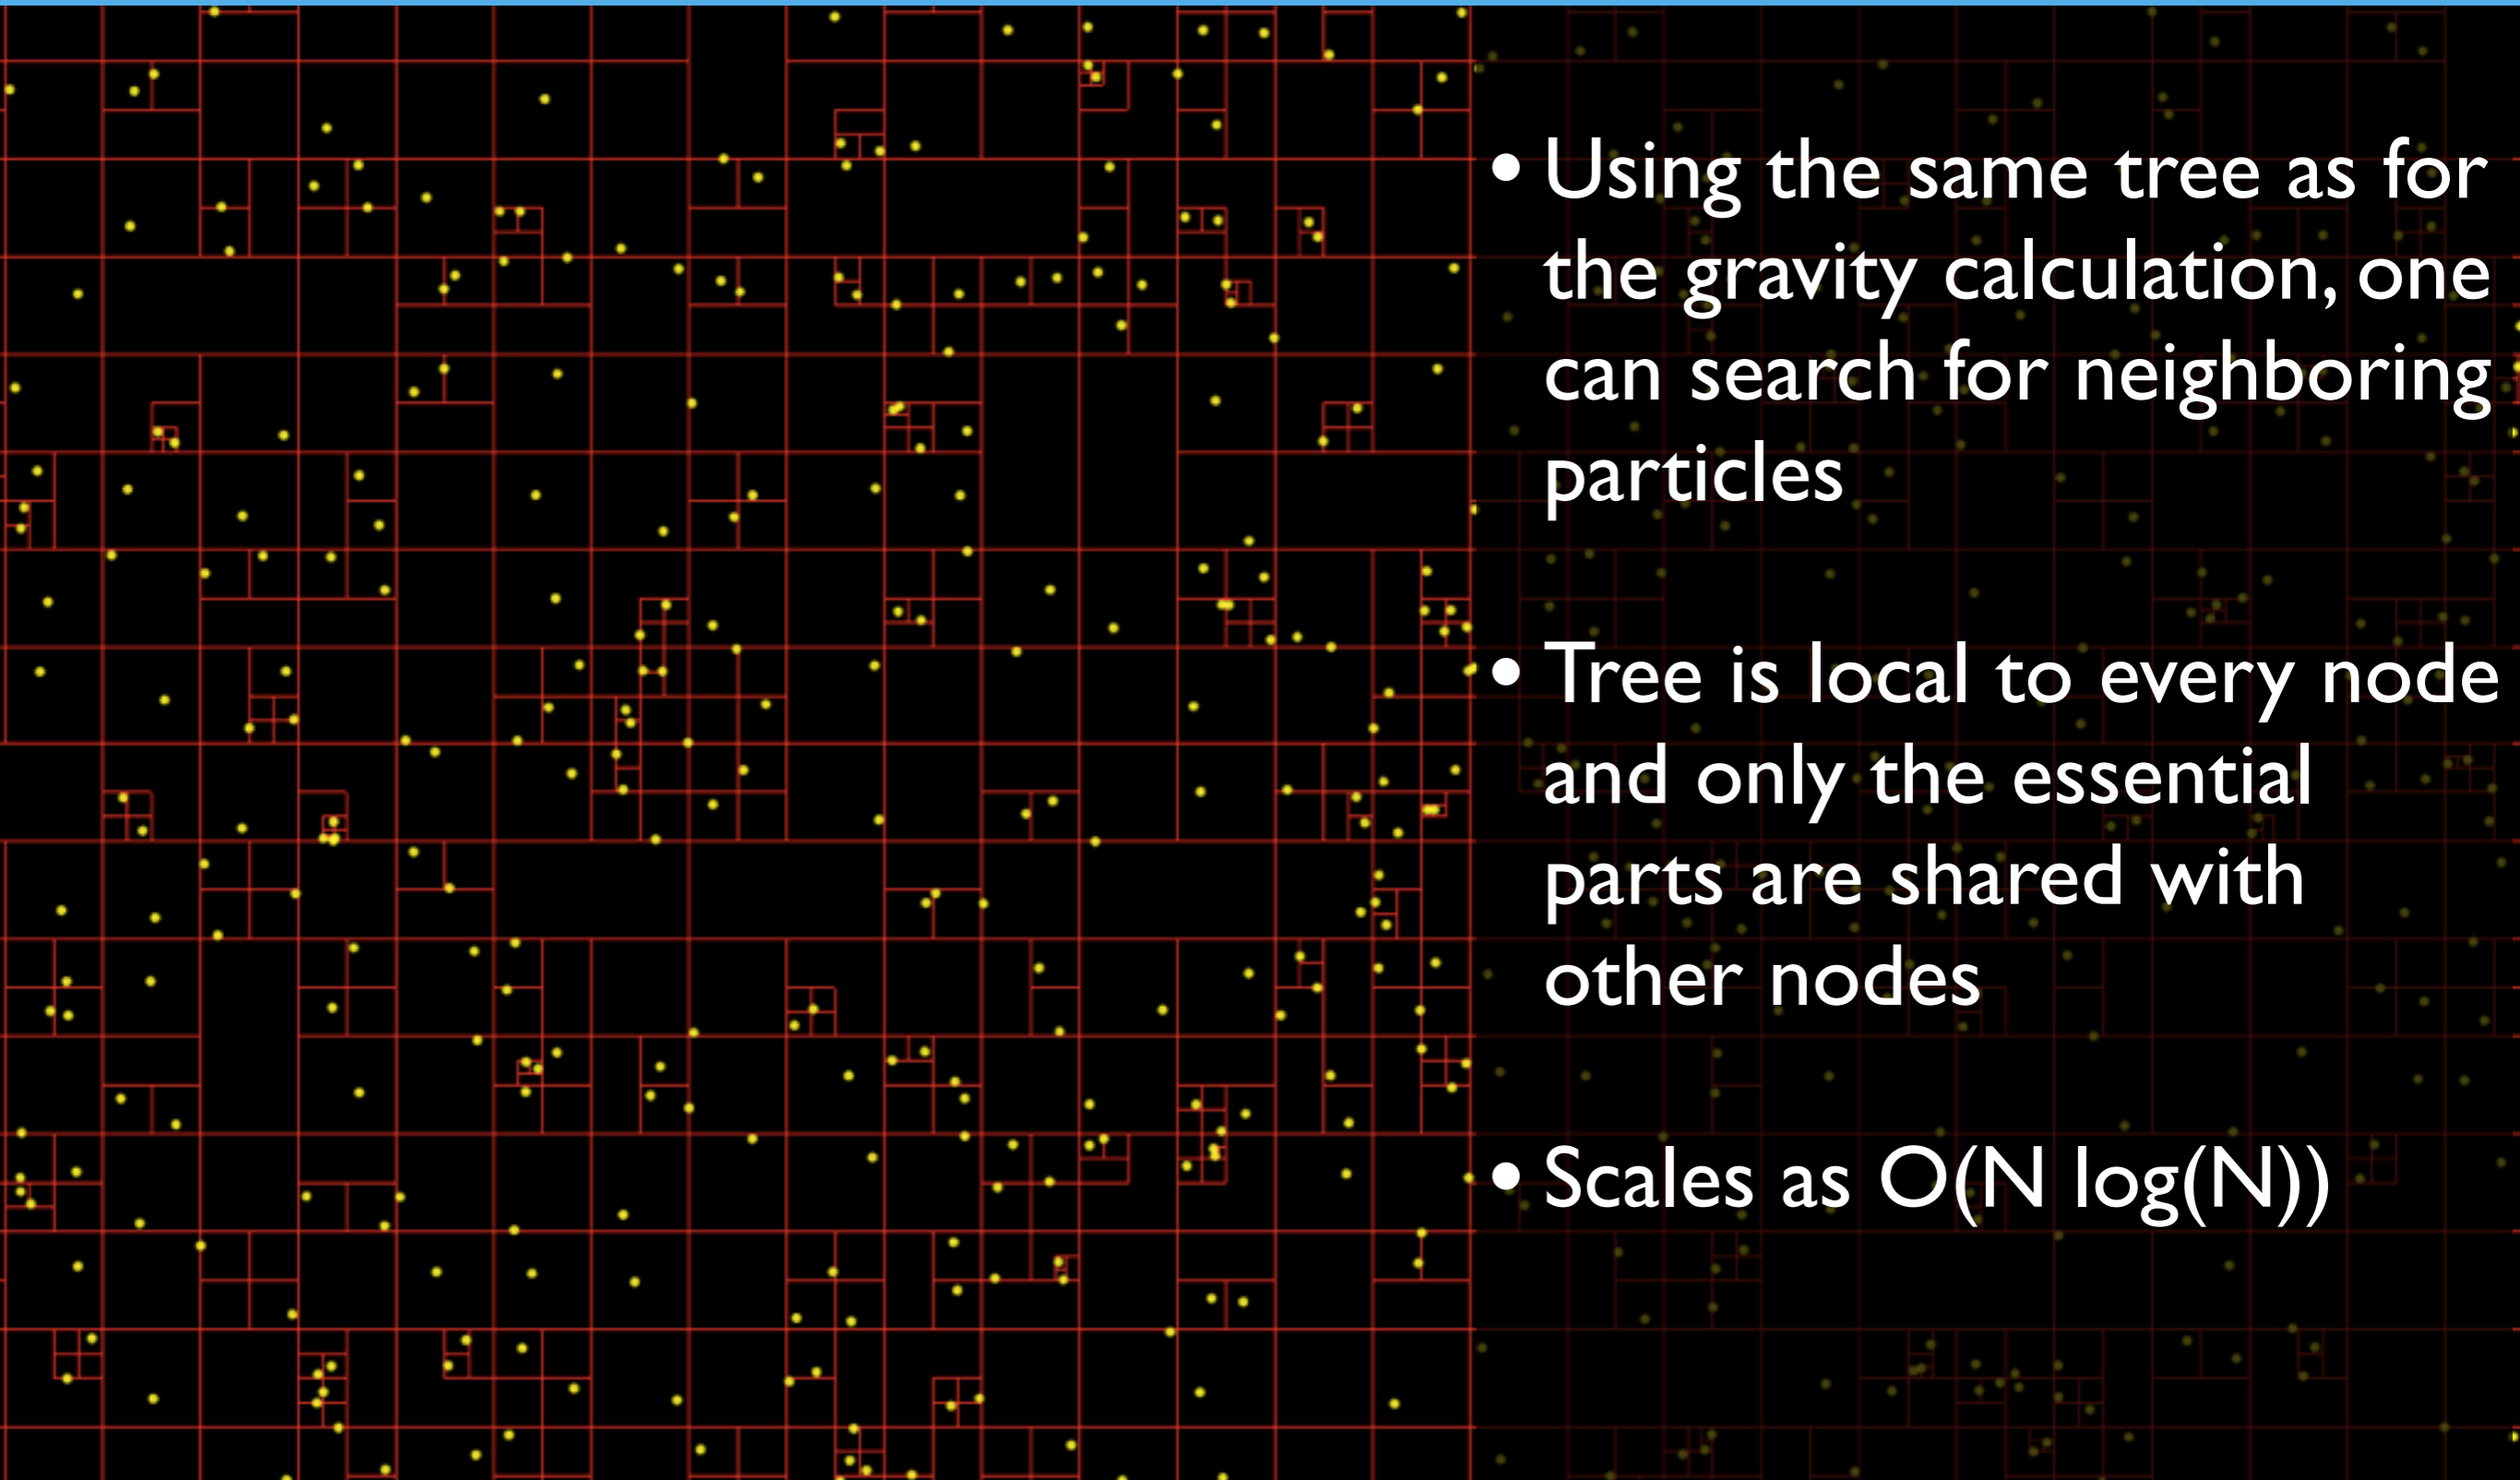 • Using the same tree as for
the gravity calculation, one
can search for neighboring
particles
• Tree is local to every node
and only the essential
parts are shared with
other nodes
• Scales as O(N log(N))